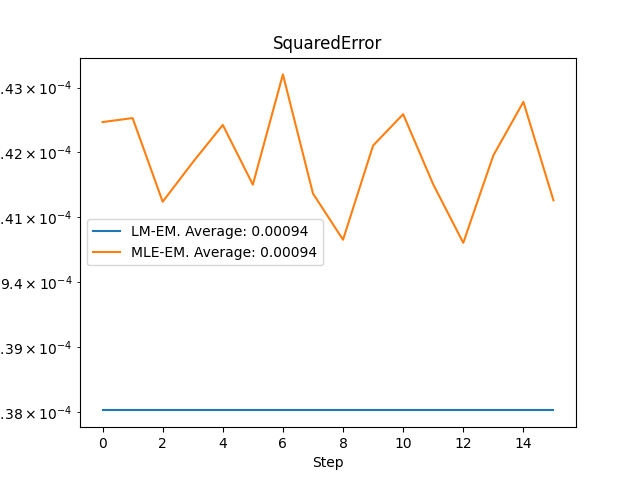 SquaredError
.43 × 10⁻⁴
.42 × 10⁻⁴
.41 × 10⁻⁴
9.4 × 10⁻⁴
.39 × 10⁻⁴
.38 × 10⁻⁴
LM-EM. Average: 0.00094
MLE-EM. Average: 0.00094
0 2 4 6 8 10 12 14
Step